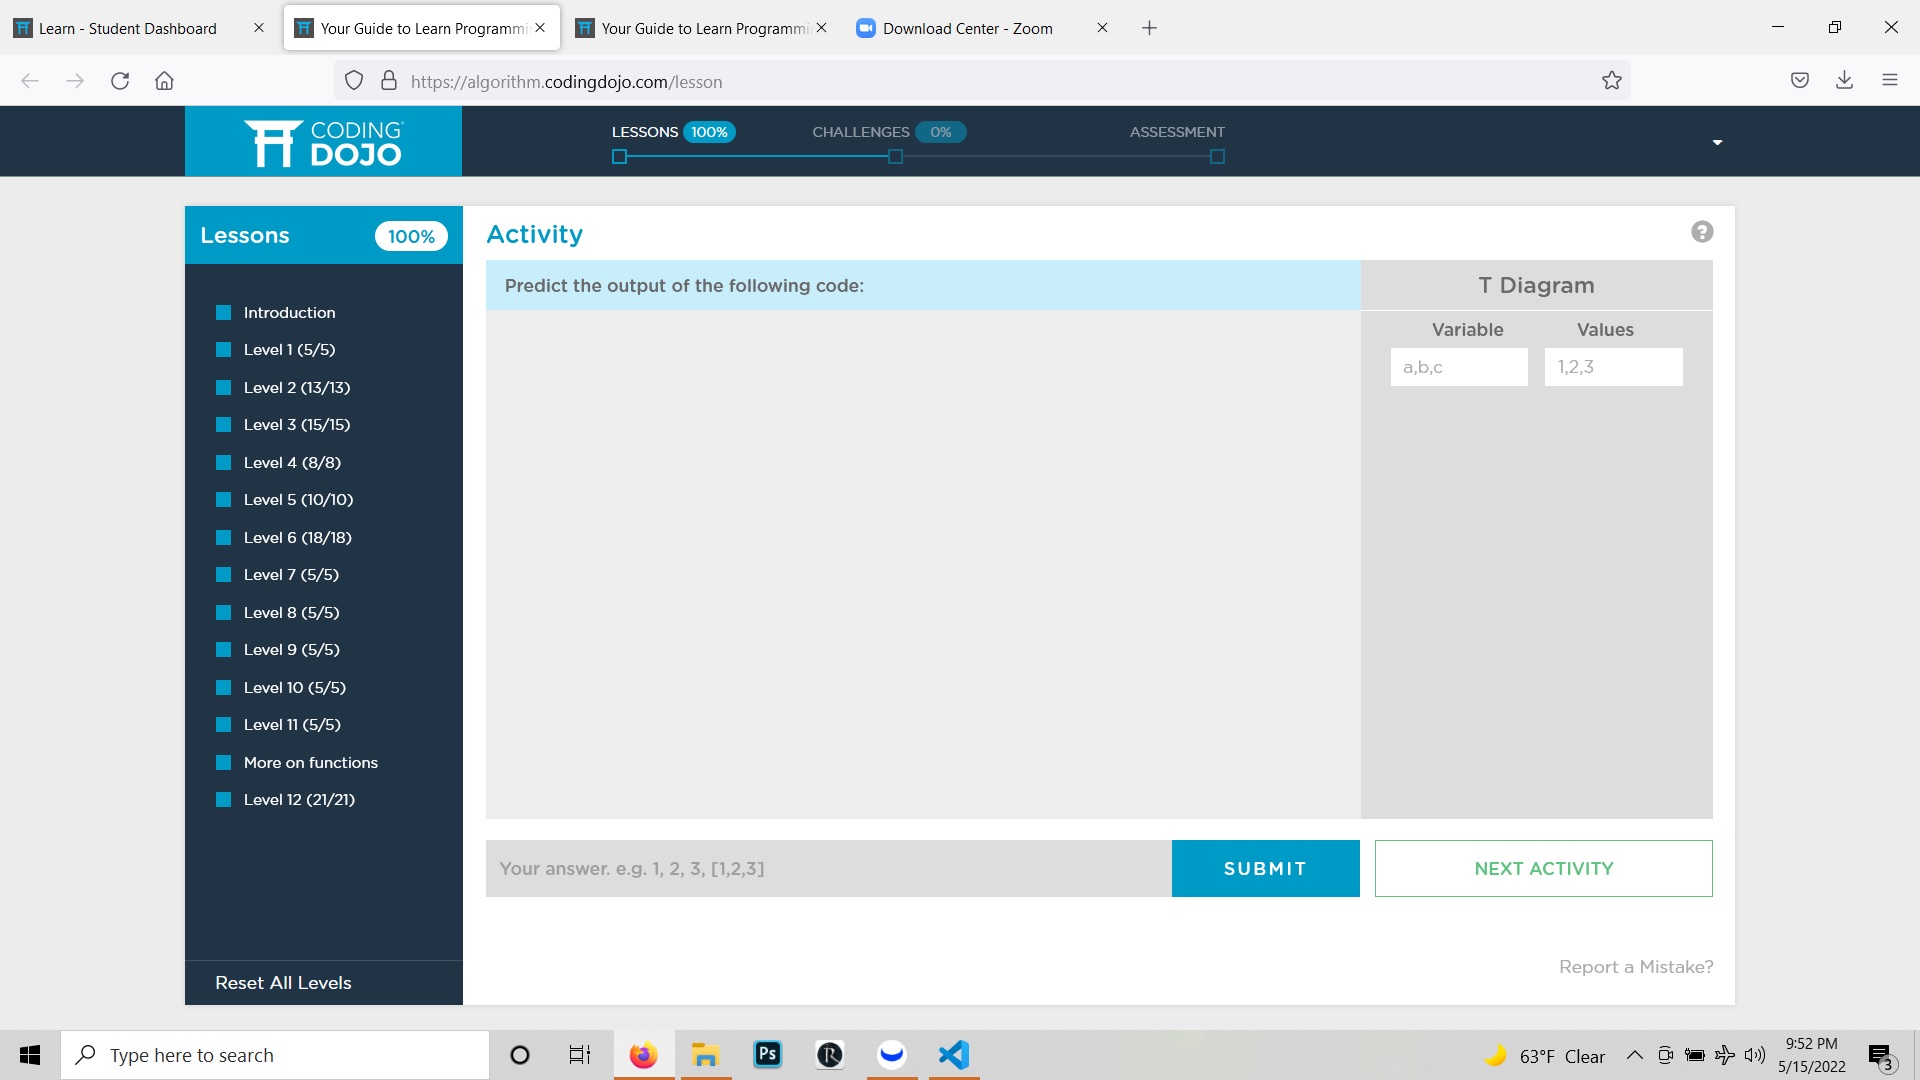 Learn - Student Dashboard
Your Guide to Learn Programmi
Your Guide to Learn Programmi
Download Center - Zoom
https://algorithm.codingdojo.com/lesson
CODING
DOJO
LESSONS 100%
CHALLENGES 0%
ASSESSMENT
Lessons 100%
Introduction
Level 1 (5/5)
Level 2 (13/13)
Level 3 (15/15)
Level 4 (8/8)
Level 5 (10/10)
Level 6 (18/18)
Level 7 (5/5)
Level 8 (5/5)
Level 9 (5/5)
Level 10 (5/5)
Level 11 (5/5)
More on functions
Level 12 (21/21)
Reset All Levels
Activity
?
Predict the output of the following code:
T Diagram
Variable Values
a,b,c 1,2,3
Your answer. e.g. 1, 2, 3, [1,2,3]
SUBMIT
NEXT ACTIVITY
Report a Mistake?
Type here to search
Ps
R
63°F Clear
9:52 PM
5/15/2022
3